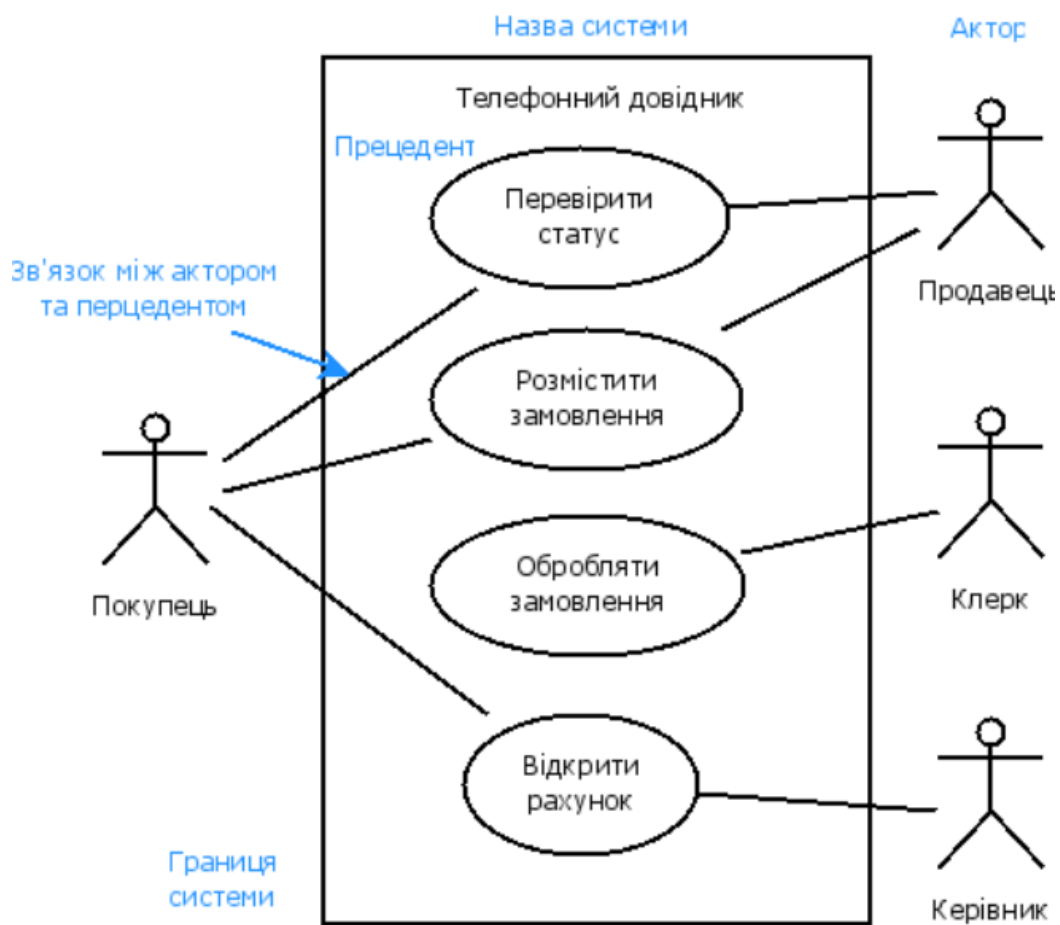 Назва системи
Актор
Телефонний довідник
Прецедент
Перевірити
статус
Зв'язок між актором
та перцедентом
Продавець
Розмістити
замовлення
Обробляти
замовлення
Покупець
Клерк
Відкрити
рахунок
Границя
системи
Керівник